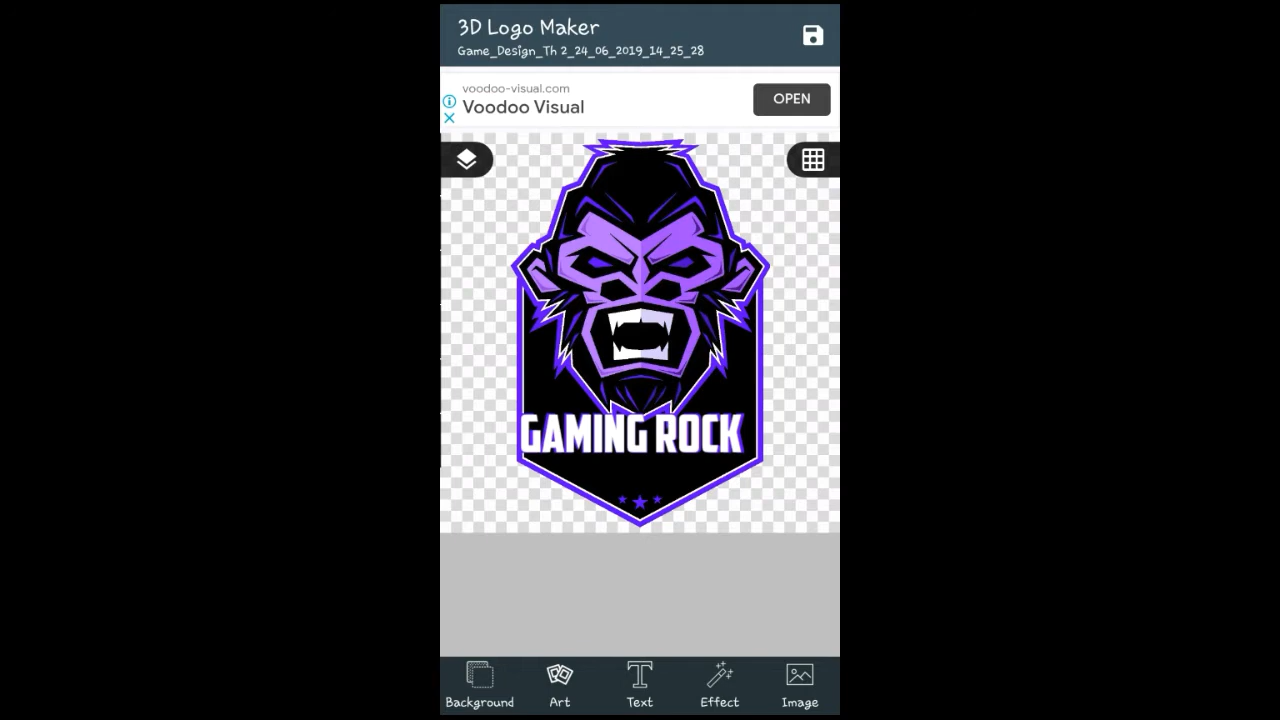 3D Logo Maker
Game_Design_Th 2_24_06_2019_14_25_28
voodoo-visual.com
Voodoo Visual
OPEN
GAMING ROCK
Background
Art
Text
Effect
Image